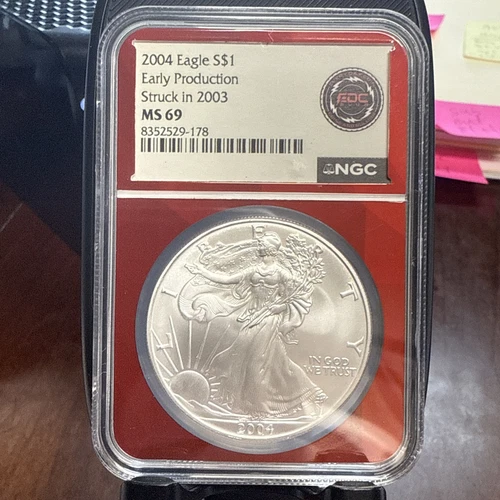 2004 Eagle S$1
Early Production
Struck in 2003
MS 69
8352529-178
EDC
NGC
LIBERTY
IN GOD
WE TRUST
2004